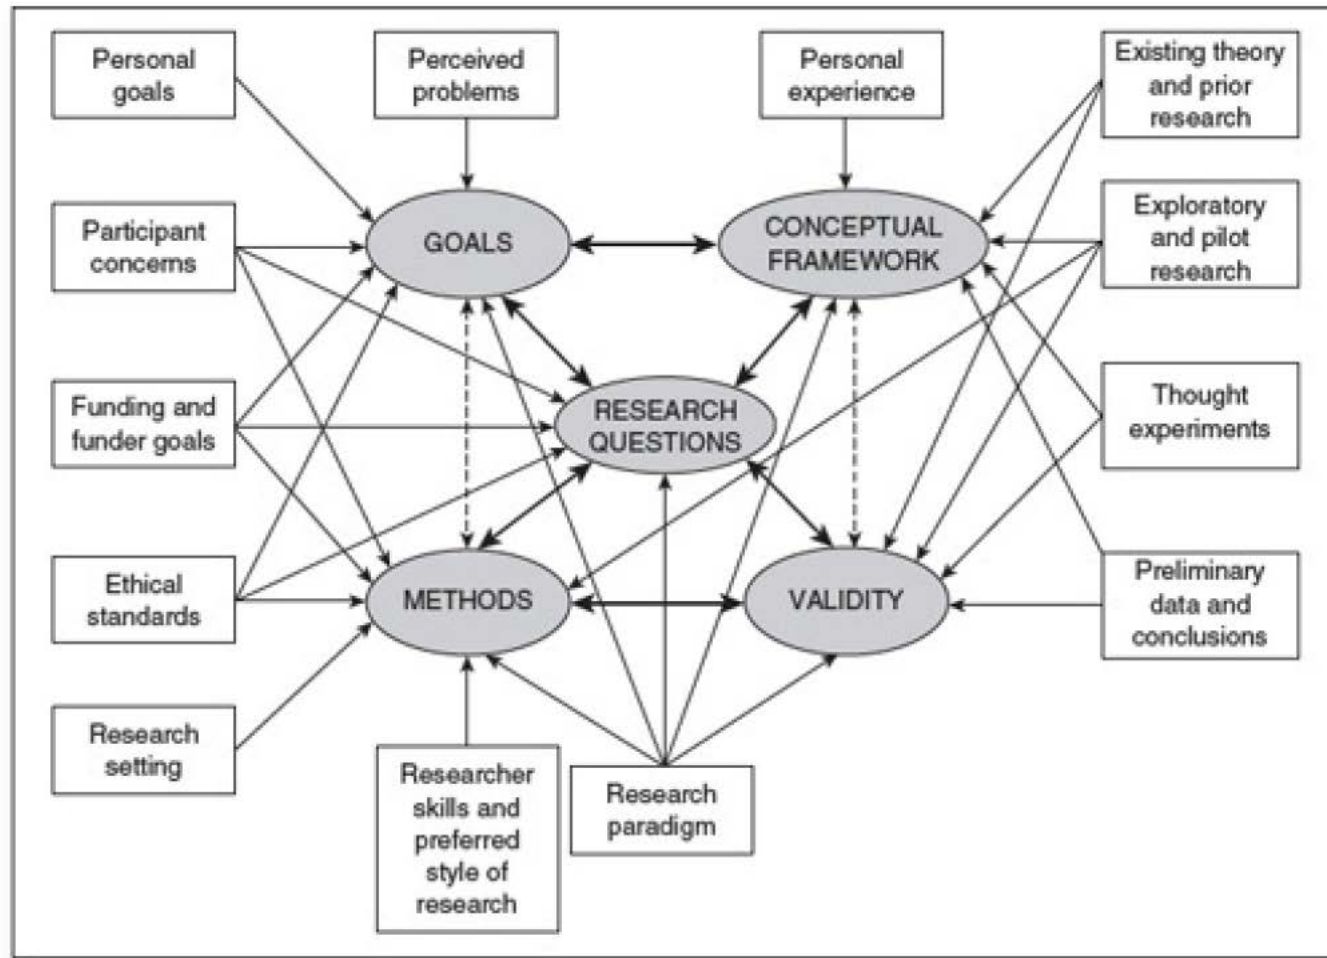 Personal
goals
Perceived
problems
Personal
experience
Existing theory
and prior
research
Participant
concerns
GOALS
CONCEPTUAL
FRAMEWORK
Exploratory
and pilot
research
Funding and
funder goals
RESEARCH
QUESTIONS
Thought
experiments
Ethical
standards
METHODS
VALIDITY
Preliminary
data and
conclusions
Research
setting
Researcher
skills and
preferred
style of
research
Research
paradigm